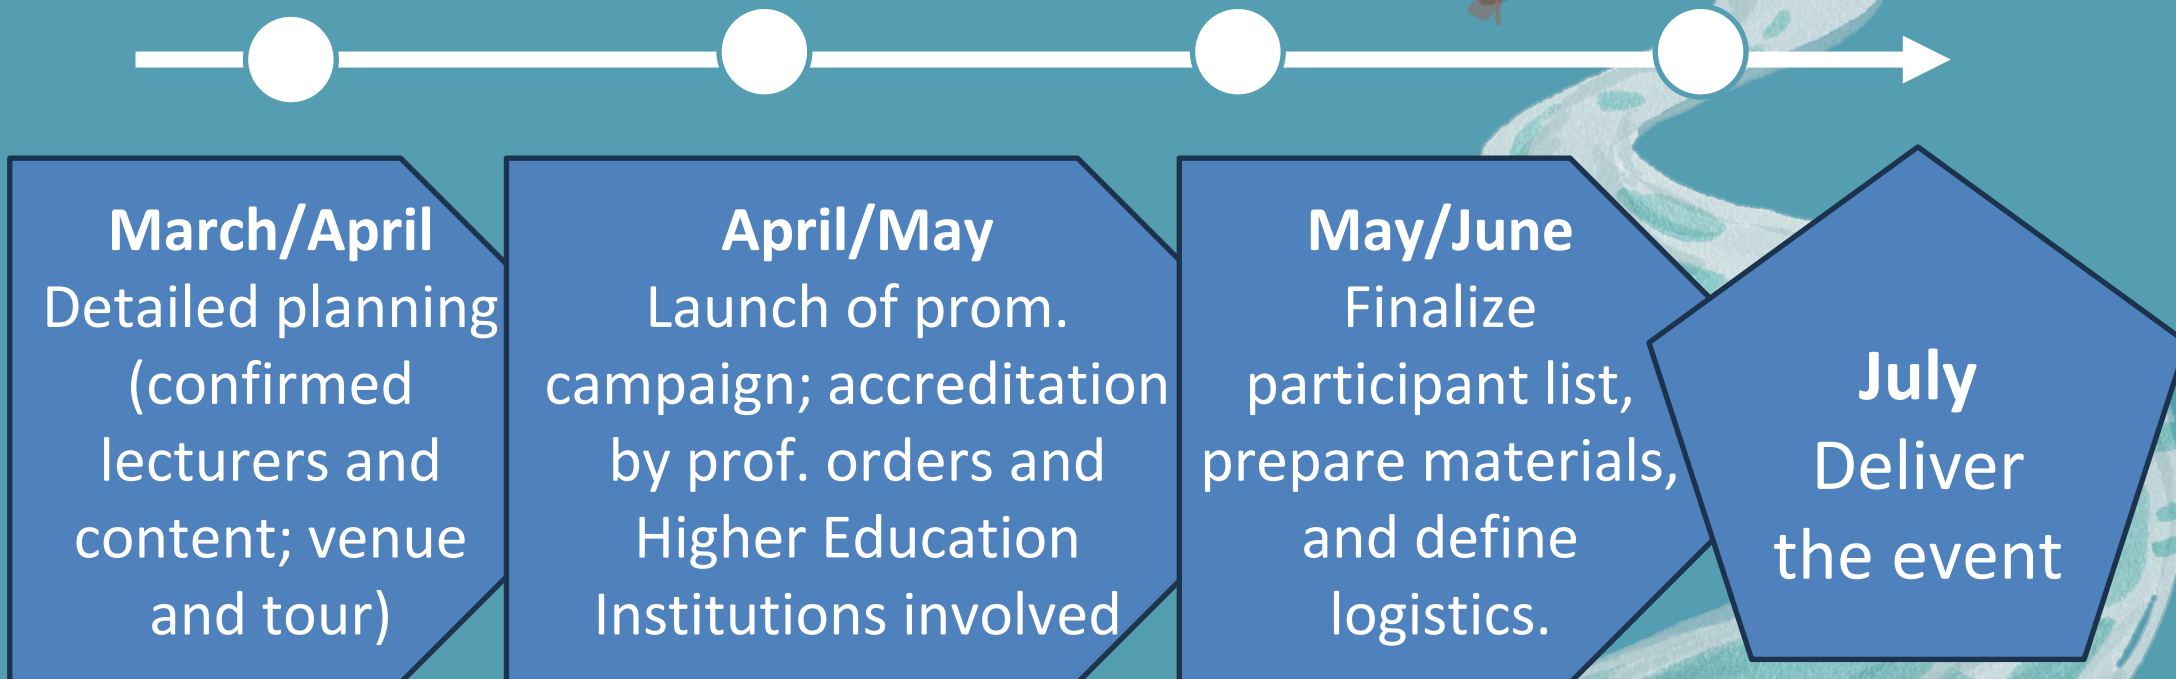 March/April
Detailed planning
(confirmed
lecturers and
content; venue
and tour)
April/May
Launch of prom.
campaign; accreditation
by prof. orders and
Higher Education
Institutions involved
May/June
Finalize
participant list,
prepare materials,
and define
logistics.
July
Deliver
the event